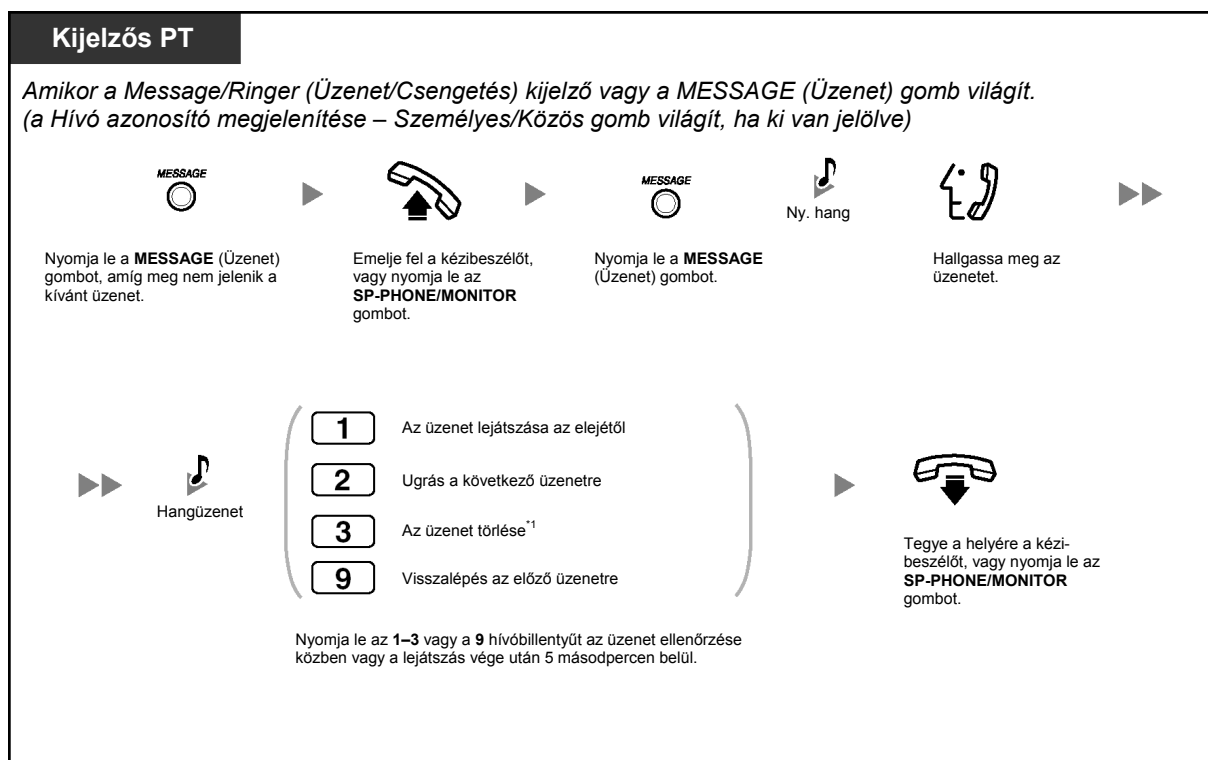 Kijelzős PT
Amikor a Message/Ringer (Üzenet/Csengetés) kijelző vagy a MESSAGE (Üzenet) gomb világít.
(a Hívó azonosító megjelenítése – Személyes/Közös gomb világít, ha ki van jelölve)
MESSAGE
Nyomja le a MESSAGE (Üzenet)
gombot, amíg meg nem jelenik a
kívánt üzenet.
Emelje fel a kézibeszélőt,
vagy nyomja le az
SP-PHONE/MONITOR
gombot.
MESSAGE
Nyomja le a MESSAGE
(Üzenet) gombot.
Ny. hang
Hallgassa meg az
üzenetet.
Hangüzenet
1 Az üzenet lejátszása az elejétől
2 Ugrás a következő üzenetre
3 Az üzenet törlése*1
9 Visszalépés az előző üzenetre
Nyomja le az 1–3 vagy a 9 hívóbillentyűt az üzenet ellenőrzése
közben vagy a lejátszás vége után 5 másodpercen belül.
Tegye a helyére a kézi-
beszélőt, vagy nyomja le az
SP-PHONE/MONITOR
gombot.